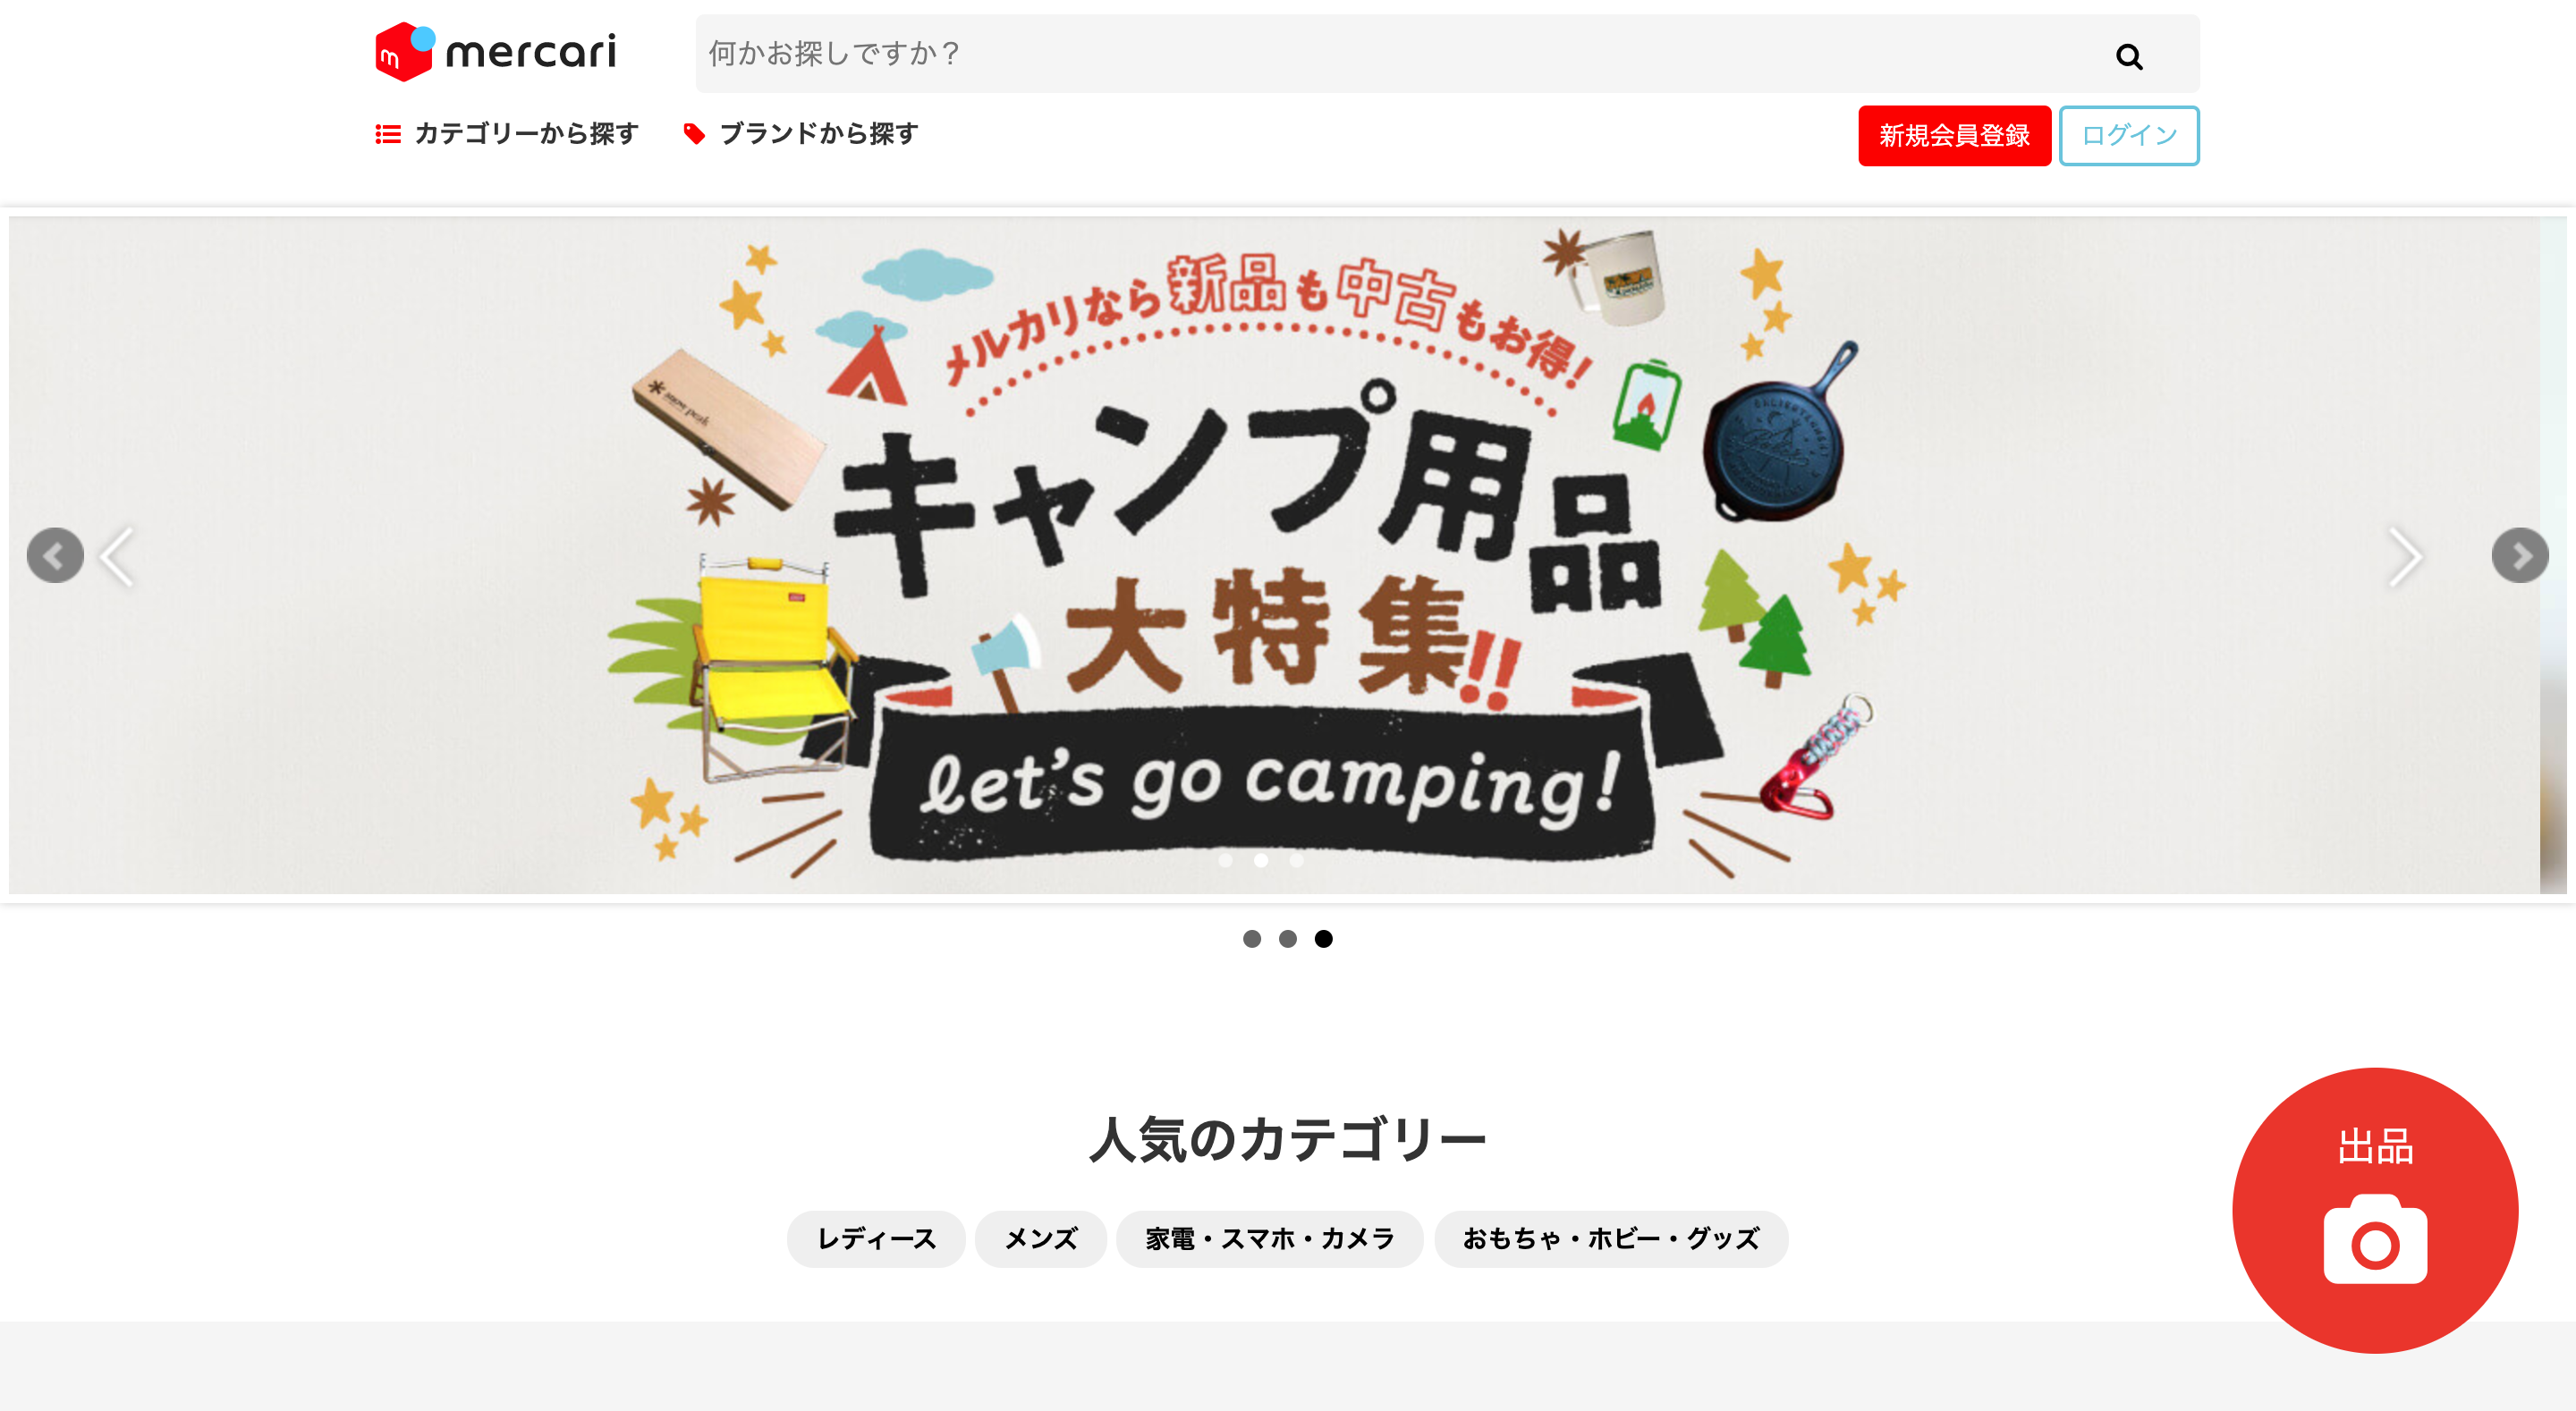 mercari
何かお探しですか？
カテゴリーから探す
ブランドから探す
新規会員登録
ログイン
メルカリなら新品も中古もお得!
snow peak
キャンプ用品
大特集!!
let's go camping!
人気のカテゴリー
レディース
メンズ
家電・スマホ・カメラ
おもちゃ・ホビー・グッズ
出品